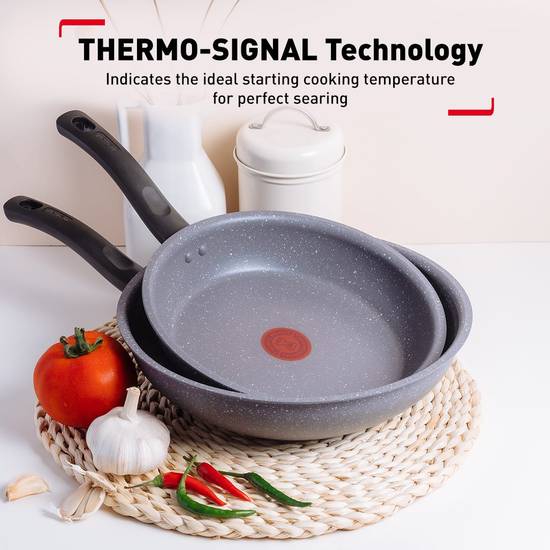 THERMO-SIGNAL Technology
Indicates the ideal starting cooking temperature
for perfect searing